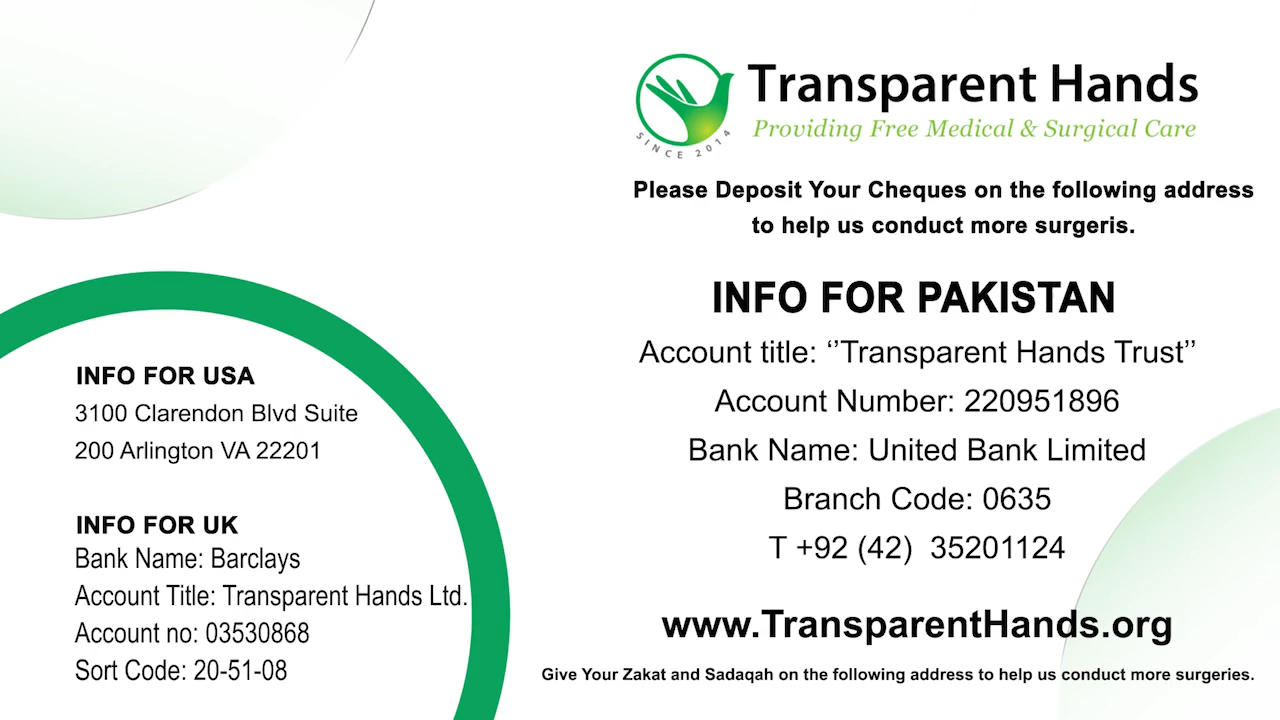 Transparent Hands
Providing Free Medical & Surgical Care
SINCE 2014
Please Deposit Your Cheques on the following address
to help us conduct more surgeris.
INFO FOR PAKISTAN
Account title: ‘’Transparent Hands Trust’’
Account Number: 220951896
Bank Name: United Bank Limited
Branch Code: 0635
T +92 (42)  35201124
www.TransparentHands.org
Give Your Zakat and Sadaqah on the following address to help us conduct more surgeries.
INFO FOR USA
3100 Clarendon Blvd Suite
200 Arlington VA 22201
INFO FOR UK
Bank Name: Barclays
Account Title: Transparent Hands Ltd.
Account no: 03530868
Sort Code: 20-51-08